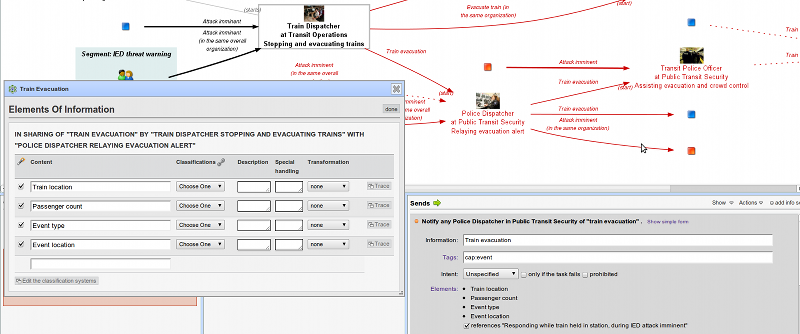 (starts)
Evacuate train (in
the same organization)
(start)
Attack imminent
Attack imminent
(in the same overall
organization)
Train Dispatcher
at Transit Operations
Stopping and evacuating trains
Segment: IED threat warning
Train evacuation
Attack imminent
(in the same overall
(start)
Attack imminent
Train evacuation
(start)
Transit Police Officer
at Public Transit Security
Assisting evacuation and crowd control
Police Dispatcher
at Public Transit Security
Relaying evacuation alert
Train evacuation
Attack imminent
(in the same organization)
Train Evacuation
Elements Of Information
done
IN SHARING OF "TRAIN EVACUATION" BY "TRAIN DISPATCHER STOPPING AND EVACUATING TRAINS" WITH
"POLICE DISPATCHER RELAYING EVACUATION ALERT"
Content Classifications Description Special handling Transformation
Train location Choose One none Trace
Passenger count Choose One none Trace
Event type Choose One none Trace
Event location Choose One none Trace
Edit the classification systems
Sends Show Actions add info s
Notify any Police Dispatcher in Public Transit Security of "train evacuation" . Show simple form
Information: Train evacuation
Tags: cap:event
Intent: Unspecified only if the task fails prohibited
Elements: Train location
Passenger count
Event type
Event location
references "Responding while train held in station, during IED attack imminent"